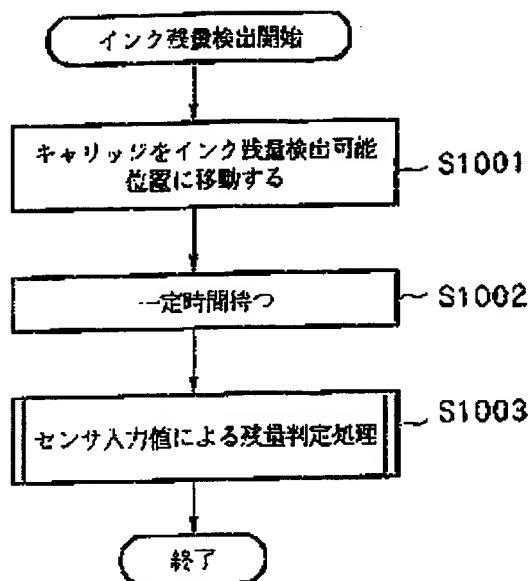 インク残量検出開始
キャリッジをインク残量検出可能
位置に移動する
S1001
一定時間待つ
S1002
センサ入力値による残量判定処理
S1003
終了